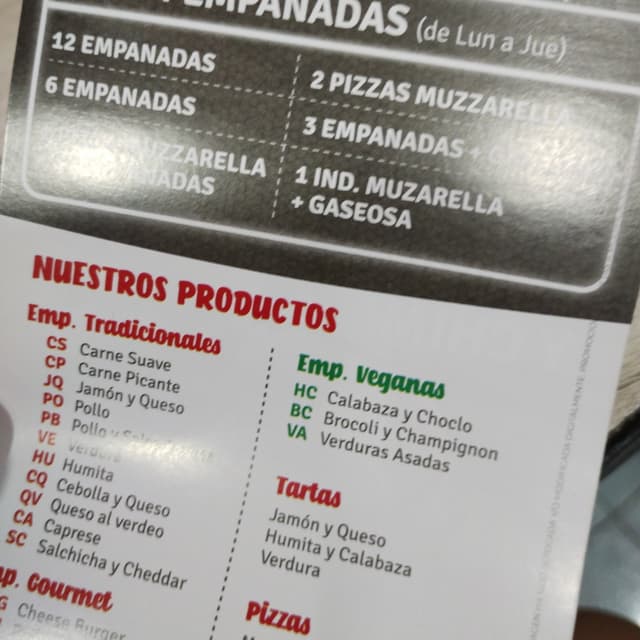 EMPANADAS (de Lun a Jue)
12 EMPANADAS
6 EMPANADAS
MUZZARELLA
2 PIZZAS MUZZARELLA
3 EMPANADAS +
1 IND. MUZARELLA
+ GASEOSA
NUESTROS PRODUCTOS
Emp. Tradicionales
CS Carne Suave
CP Carne Picante
JQ Jamón y Queso
PO Pollo
PB Pollo y
VE Verdura
HU Humita
CQ Cebolla y Queso
QV Queso al verdeo
CA Caprese
SC Salchicha y Cheddar
Gourmet
Cheese Burger
Emp. Veganas
HC Calabaza y Choclo
BC Brocoli y Champignon
VA Verduras Asadas
Tartas
Jamón y Queso
Humita y Calabaza
Verdura
Pizzas